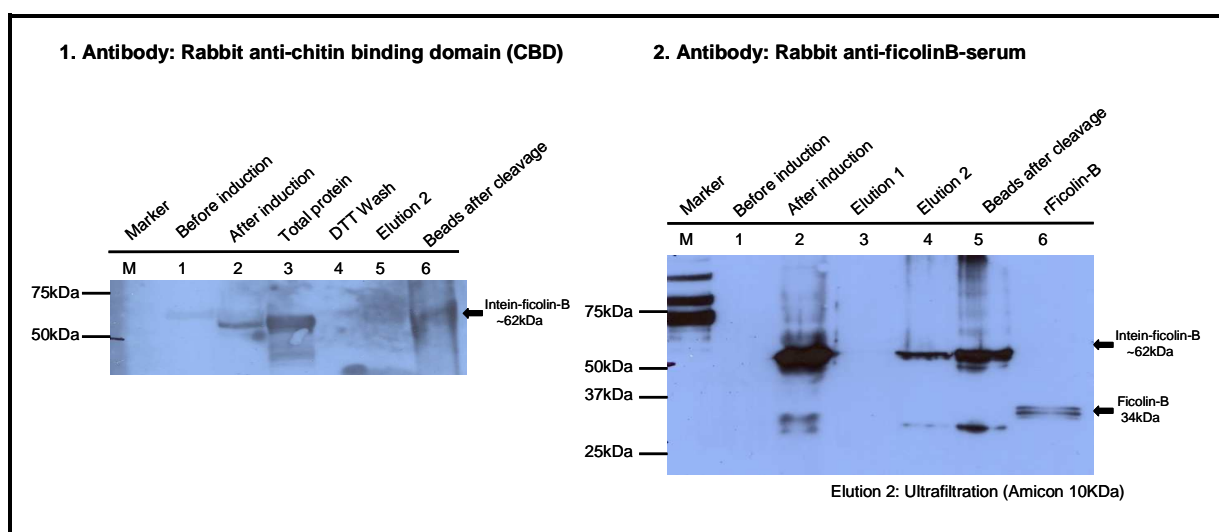 1. Antibody: Rabbit anti-chitin binding domain (CBD)
Marker
Before induction
After induction
Total protein
DTT Wash
Elution 2
Beads after cleavage
M 1 2 3 4 5 6
75kDa
50kDa
Intein-ficolin-B
~62kDa
2. Antibody: Rabbit anti-ficolinB-serum
Marker
Before induction
After induction
Elution 1
Elution 2
Beads after cleavage
rFicolin-B
M 1 2 3 4 5 6
75kDa
50kDa
37kDa
25kDa
Intein-ficolin-B
~62kDa
Ficolin-B
34kDa
Elution 2: Ultrafiltration (Amicon 10KDa)